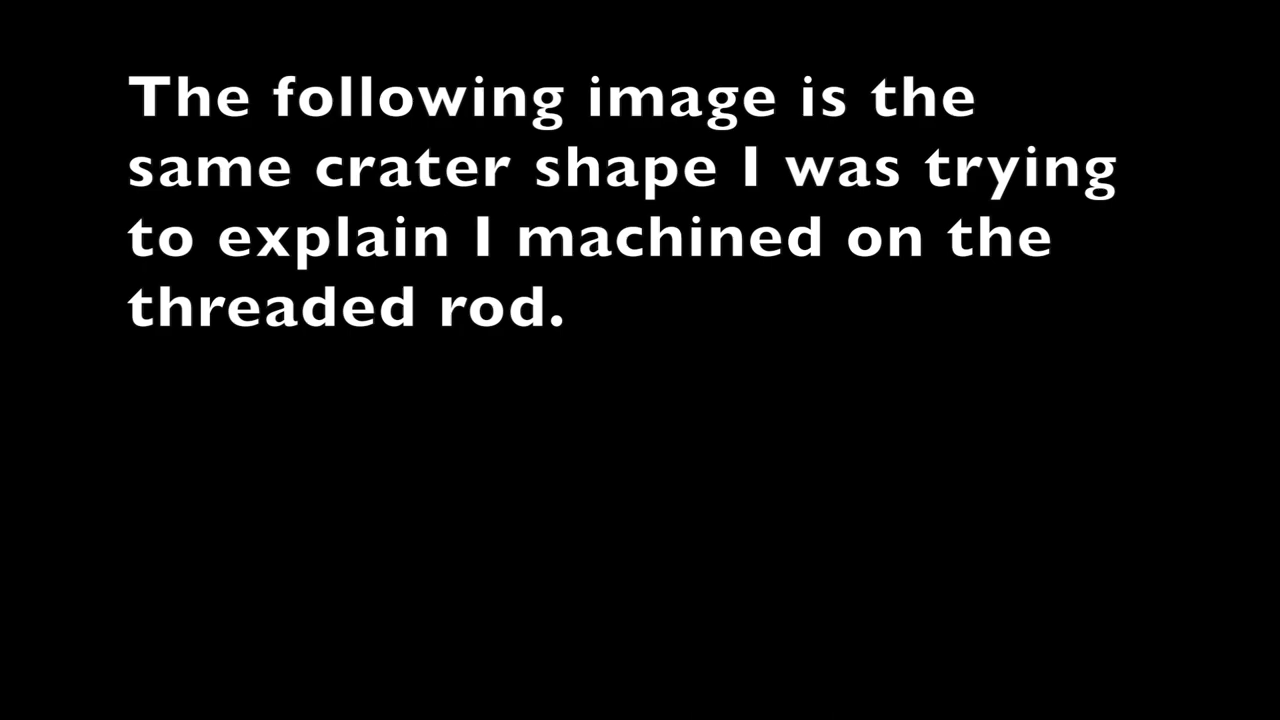 The following image is the
same crater shape I was trying
to explain I machined on the
threaded rod.